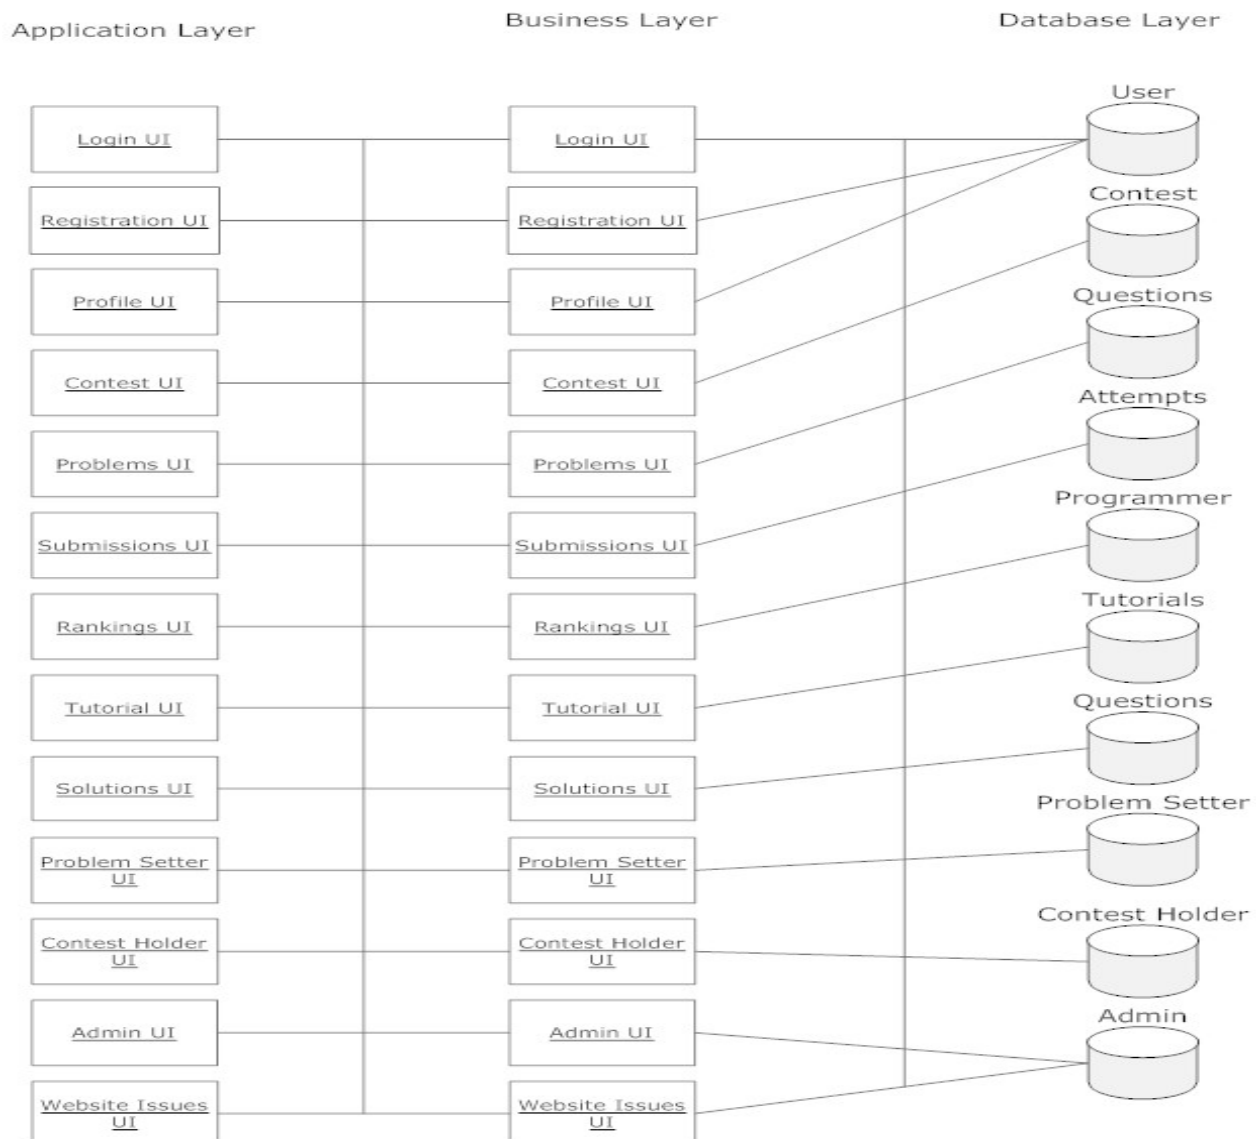 Application Layer
Business Layer
Database Layer
User
Login UI
Login UI
Contest
Registration UI
Registration UI
Questions
Profile UI
Profile UI
Contest UI
Contest UI
Attempts
Problems UI
Problems UI
Programmer
Submissions UI
Submissions UI
Tutorials
Rankings UI
Rankings UI
Questions
Tutorial UI
Tutorial UI
Solutions UI
Solutions UI
Problem Setter
Problem Setter
UI
Problem Setter
UI
Contest Holder
Contest Holder
UI
Contest Holder
UI
Admin
Admin UI
Admin UI
Website Issues
UI
Website Issues
UI